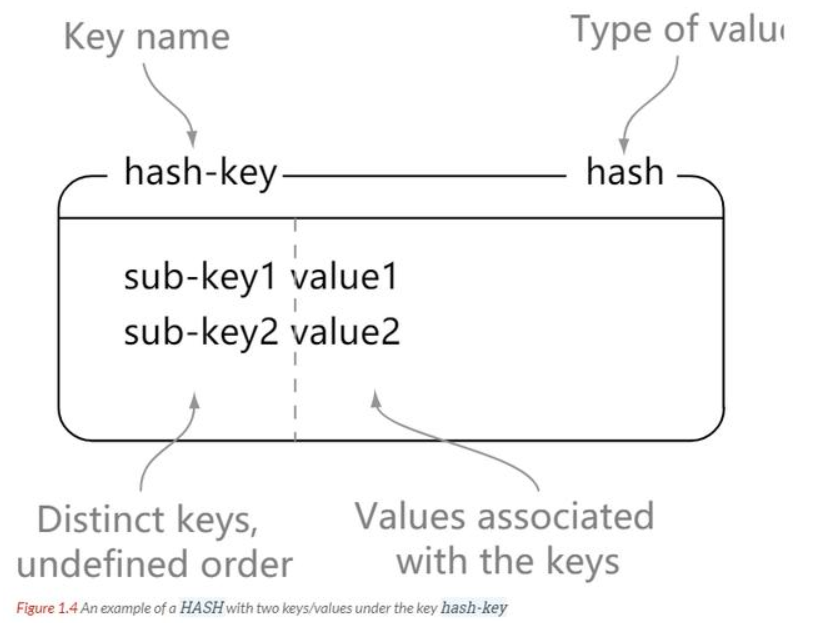 Key name
Type of valu
hash-key hash
sub-key1 value1
sub-key2 value2
Distinct keys,
undefined order
Values associated
with the keys
Figure 1.4 An example of a HASH with two keys/values under the key hash-key